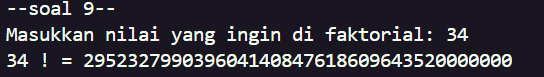 --soal 9--
Masukkan nilai yang ingin di faktorial: 34
34 ! = 295232799039604140847618609643520000000